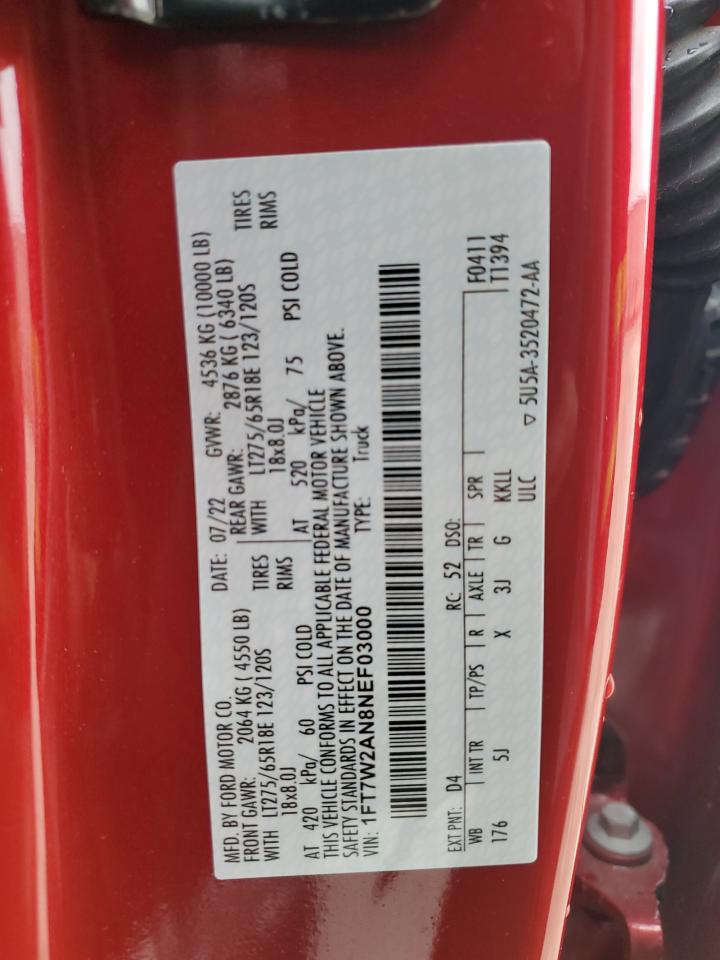 MFD. BY FORD MOTOR CO. DATE: 07/22 GVWR: 4536 KG (10000 LB)
FRONT GAWR: 2064 KG ( 4550 LB) REAR GAWR: 2876 KG ( 6340 LB)
WITH LT275/65R18E 123/120S TIRES WITH LT275/65R18E 123/120S TIRES
18x8.0J RIMS 18x8.0J RIMS
AT 420 kPa/ 60 PSI COLD AT 520 kPa/ 75 PSI COLD
THIS VEHICLE CONFORMS TO ALL APPLICABLE FEDERAL MOTOR VEHICLE
SAFETY STANDARDS IN EFFECT ON THE DATE OF MANUFACTURE SHOWN ABOVE.
VIN: 1FT7W2AN8NEF03000 TYPE: Truck
EXT PNT: D4 RC: 52 DSO:
WB INT TR TP/PS R AXLE TR SPR F0411
176 5J X 3J G KKLL T1394
ULC
▽ 5U5A-3520472-AA